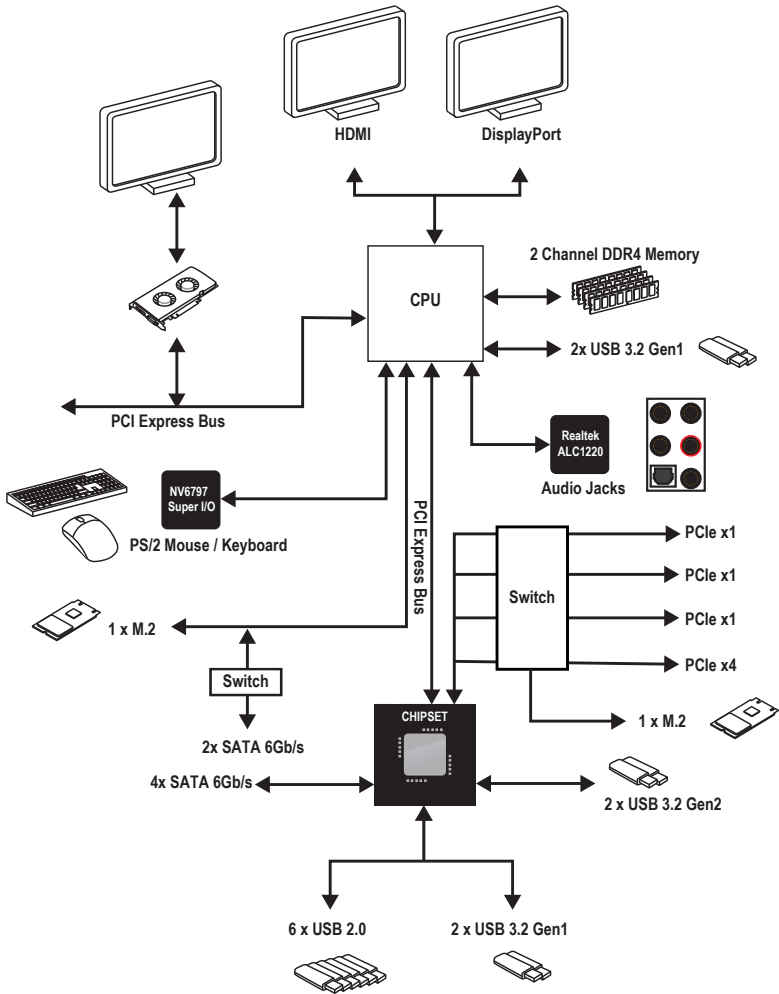 HDMI
DisplayPort
2 Channel DDR4 Memory
CPU
2x USB 3.2 Gen1
PCI Express Bus
Realtek
ALC1220
Audio Jacks
NV6797
Super I/O
PS/2 Mouse / Keyboard
PCI Express Bus
PCIe x1
PCIe x1
Switch
PCIe x1
PCIe x4
1 x M.2
Switch
CHIPSET
1 x M.2
2x SATA 6Gb/s
4x SATA 6Gb/s
2 x USB 3.2 Gen2
6 x USB 2.0
2 x USB 3.2 Gen1